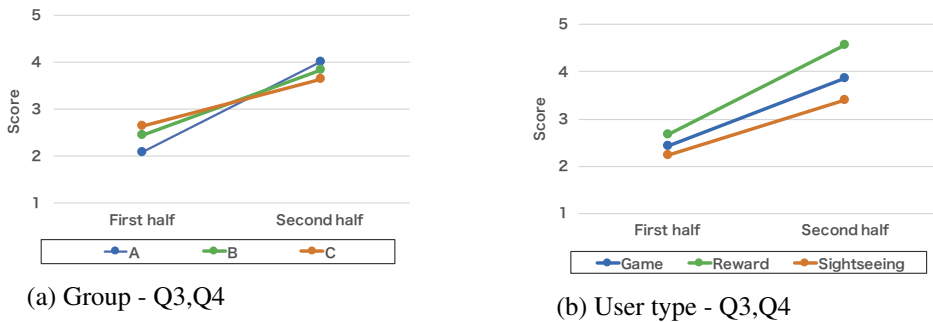 5
4
3
2
1
Score
First half Second half
A B C
(a) Group - Q3,Q4
5
4
3
2
1
Score
First half Second half
Game Reward Sightseeing
(b) User type - Q3,Q4